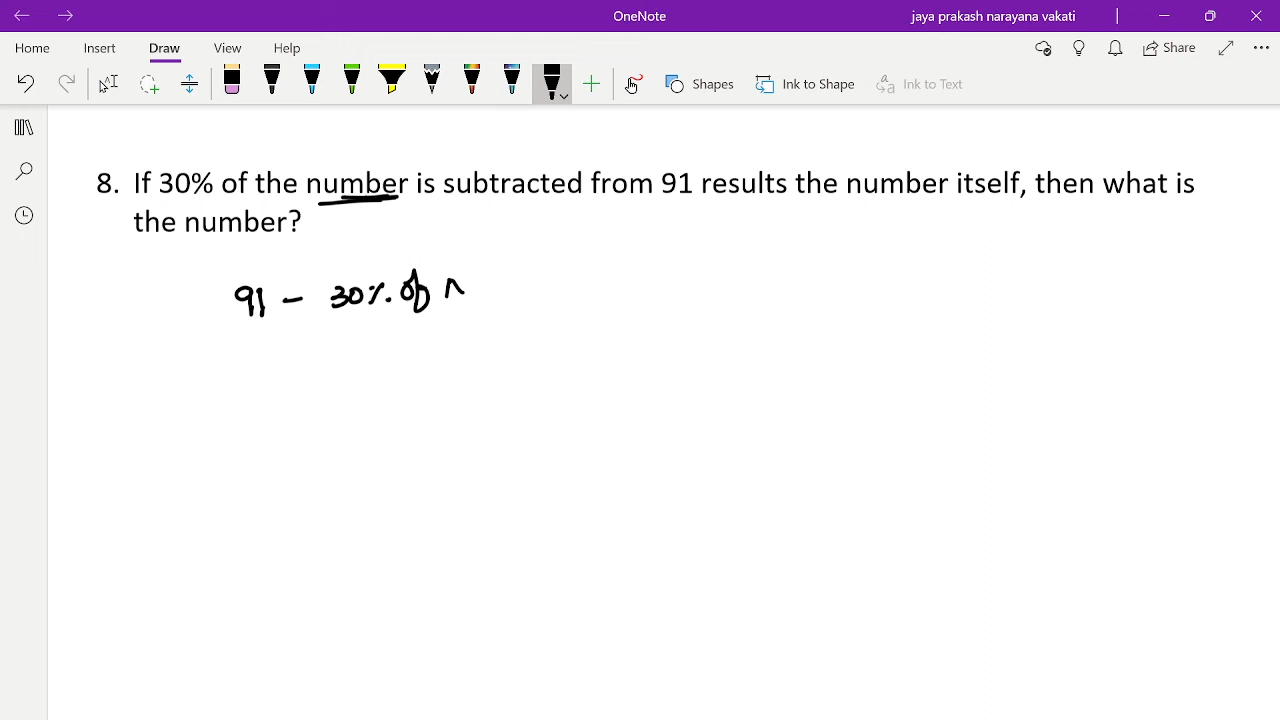 OneNote
jaya prakash narayana vakati
Home Insert Draw View Help
Share
Shapes
Ink to Shape
Ink to Text
8. If 30% of the number is subtracted from 91 results the number itself, then what is
the number?
91 - 30% of